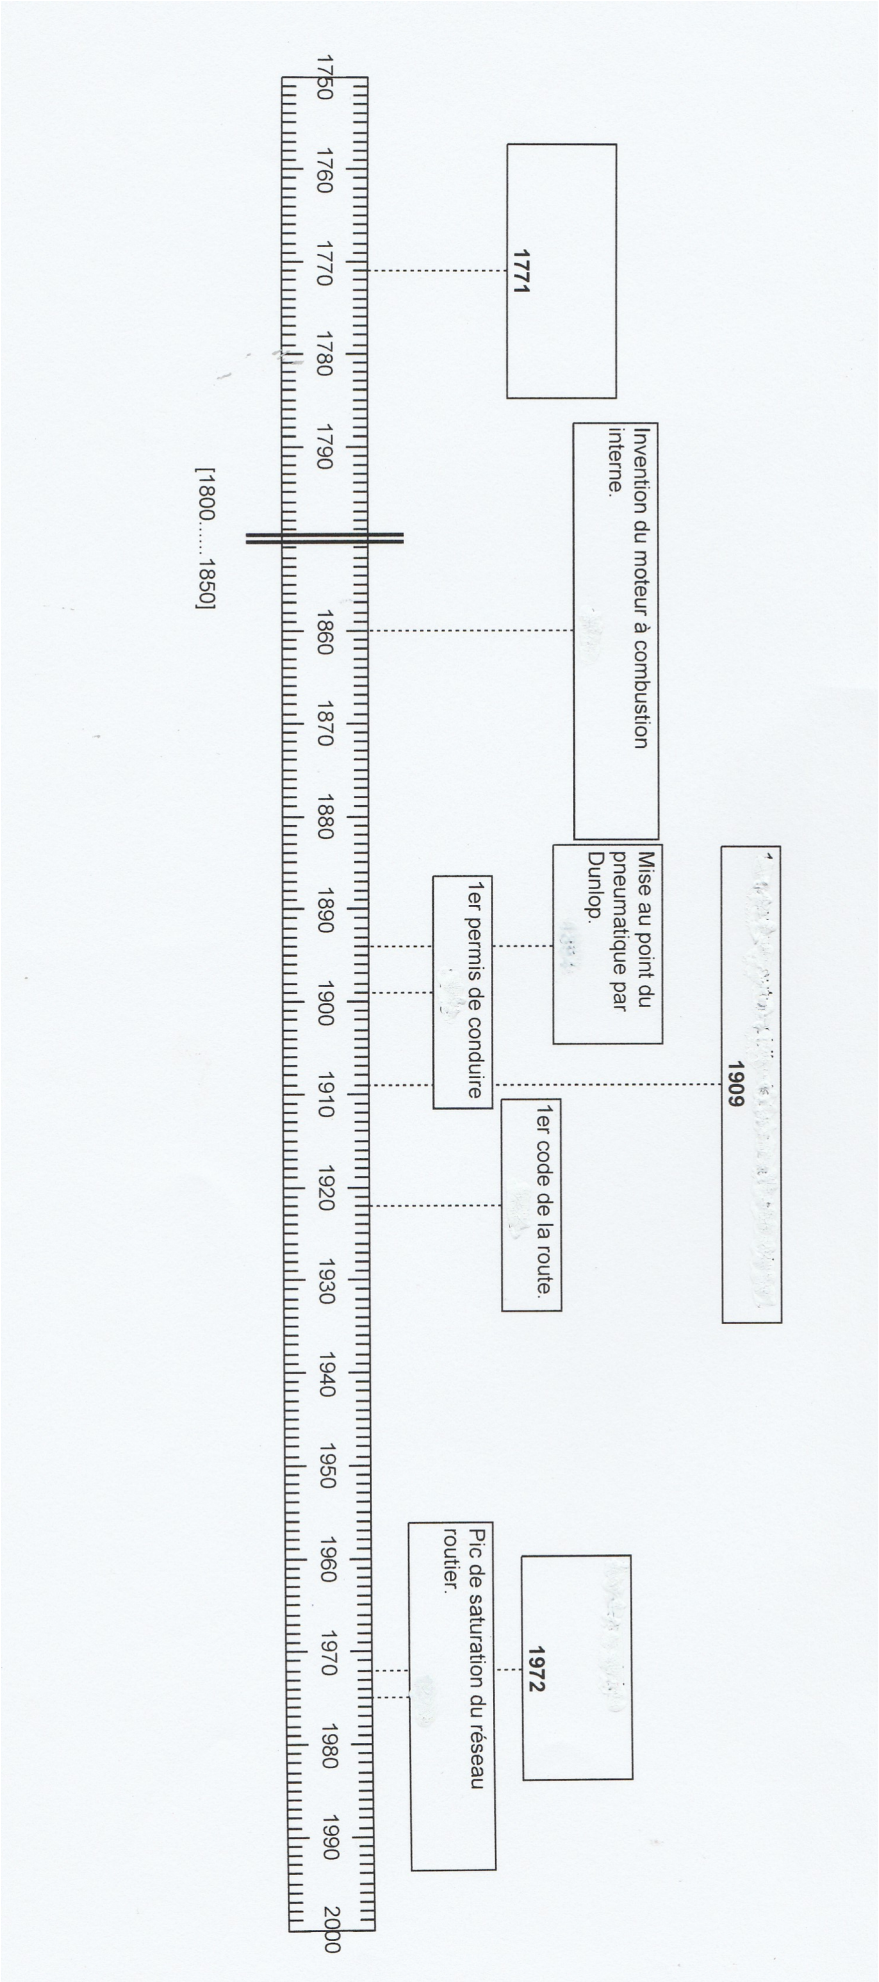 1909
1972
1771
Invention du moteur à combustion
interne.
Mise au point du
pneumatique par
Dunlop.
1er code de la route.
1er permis de conduire
Pic de saturation du réseau
routier.
1750 1760 1770 1780 1790 1860 1870 1880 1890 1900 1910 1920 1930 1940 1950 1960 1970 1980 1990 2000
[1800......1850]